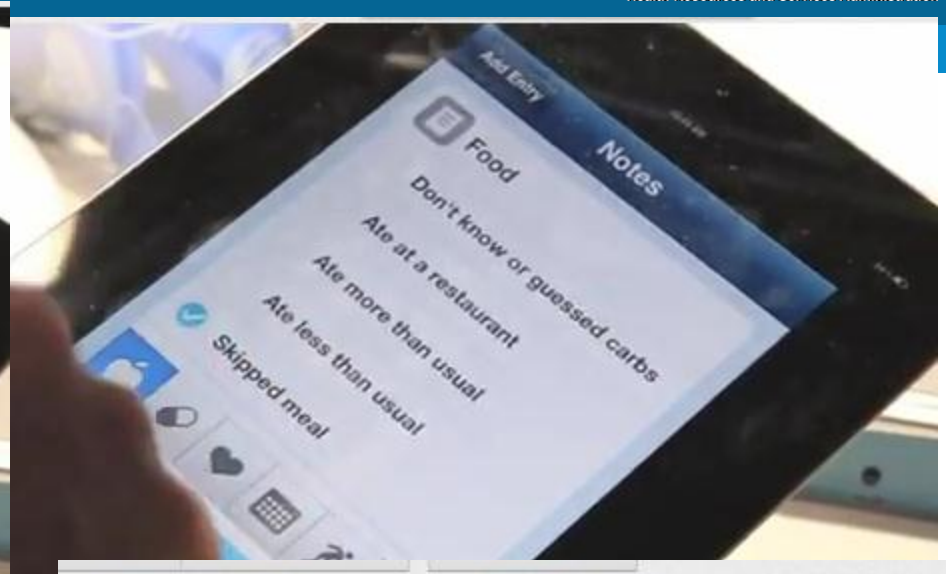 Add Entry
Notes
Food
Don't know or guessed carbs
Ate at a restaurant
Ate more than usual
Ate less than usual
Skipped meal